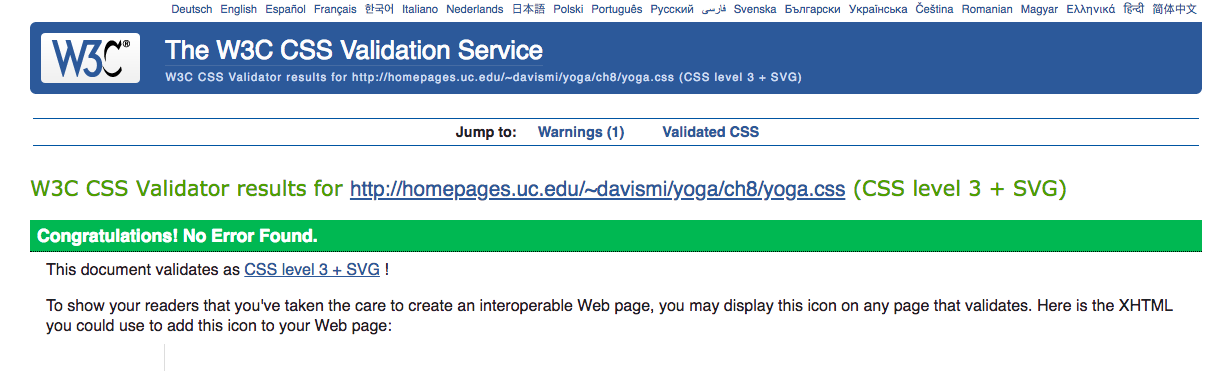 Deutsch English Español Français 한국어 Italiano Nederlands 日本語 Polski Português Русский فارسی Svenska Български Українська Čeština Romanian Magyar Ελληνικά हिन्दी 简体中文
W3C®
The W3C CSS Validation Service
W3C CSS Validator results for http://homepages.uc.edu/~davismi/yoga/ch8/yoga.css (CSS level 3 + SVG)
Jump to: Warnings (1) Validated CSS
W3C CSS Validator results for http://homepages.uc.edu/~davismi/yoga/ch8/yoga.css (CSS level 3 + SVG)
Congratulations! No Error Found.
This document validates as CSS level 3 + SVG !
To show your readers that you've taken the care to create an interoperable Web page, you may display this icon on any page that validates. Here is the XHTML
you could use to add this icon to your Web page: